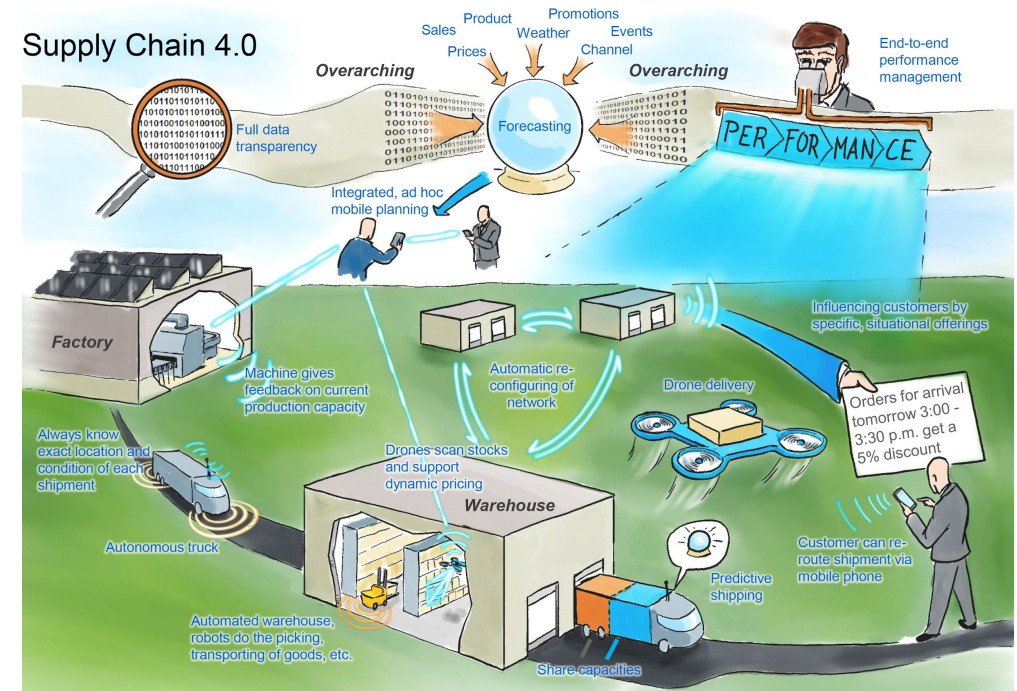 Supply Chain 4.0
Sales
Product
Promotions
Prices
Weather
Events
Channel
Overarching
Overarching
End-to-end
performance
management
Full data
transparency
Forecasting
PER FOR MAN CE
Integrated, ad hoc
mobile planning
Factory
Machine gives
feedback on current
production capacity
Automatic re-
configuring of
network
Influencing customers by
specific, situational offerings
Drone delivery
Orders for arrival
tomorrow 3:00 -
3:30 p.m. get a
5% discount
Always know
exact location and
condition of each
shipment
Autonomous truck
Drones scan stocks
and support
dynamic pricing
Warehouse
Automated warehouse,
robots do the picking,
transporting of goods, etc.
Predictive
shipping
Share capacities
Customer can re-
route shipment via
mobile phone